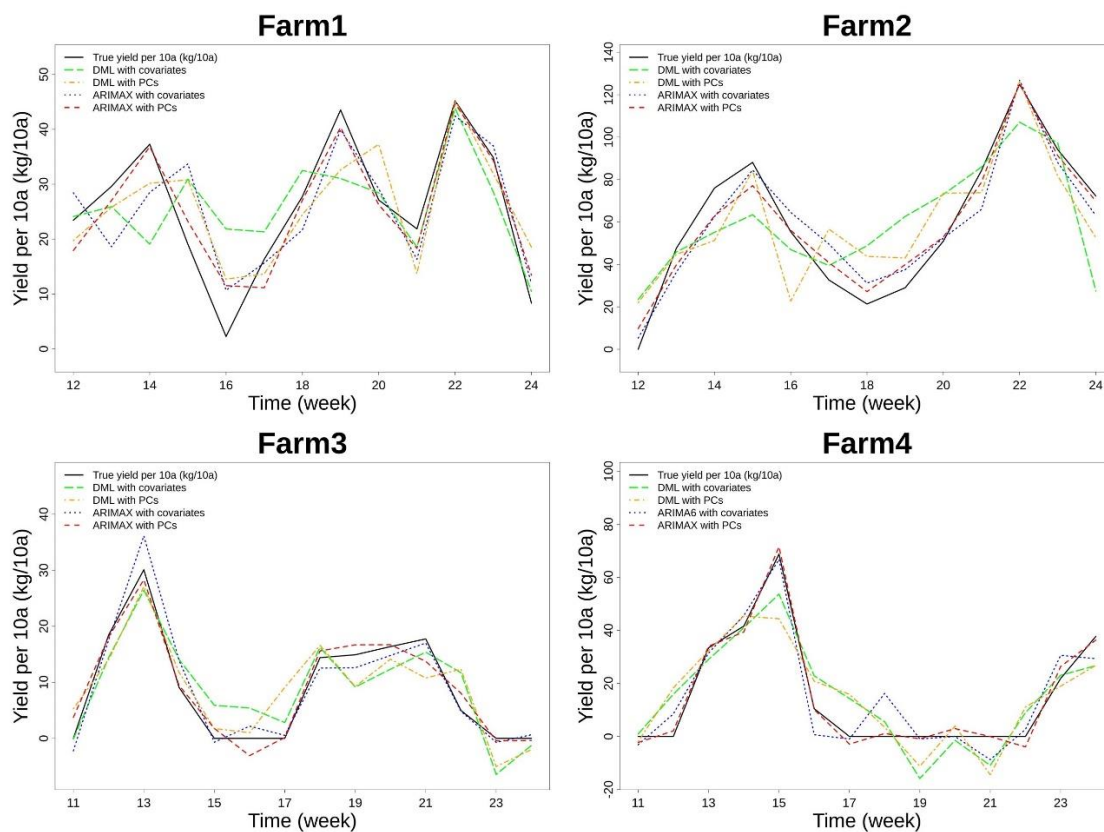 Farm1
True yield per 10a (kg/10a)
DML with covariates
DML with PCs
ARIMAX with covariates
ARIMAX with PCs
Yield per 10a (kg/10a)
50
40
30
20
10
0
12 14 16 18 20 22 24
Time (week)
Farm2
True yield per 10a (kg/10a)
DML with covariates
DML with PCs
ARIMAX with covariates
ARIMAX with PCs
Yield per 10a (kg/10a)
140
120
100
80
60
40
20
0
12 14 16 18 20 22 24
Time (week)
Farm3
True yield per 10a (kg/10a)
DML with covariates
DML with PCs
ARIMAX with covariates
ARIMAX with PCs
Yield per 10a (kg/10a)
40
30
20
10
0
11 13 15 17 19 21 23
Time (week)
Farm4
True yield per 10a (kg/10a)
DML with covariates
DML with PCs
ARIMA6 with covariates
ARIMAX with PCs
Yield per 10a (kg/10a)
100
80
60
40
20
0
-20
11 13 15 17 19 21 23
Time (week)